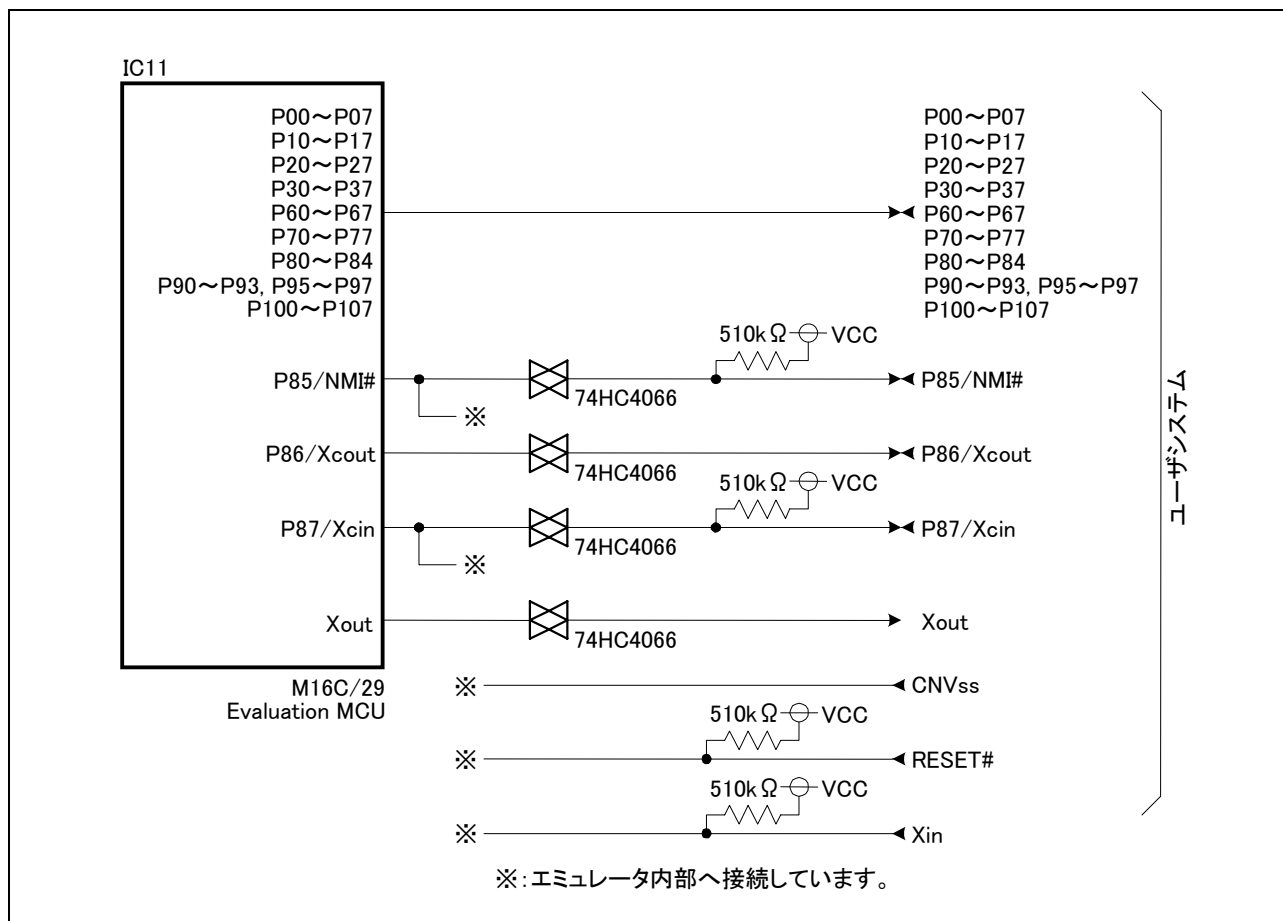 IC11
P00～P07
P10～P17
P20～P27
P30～P37
P60～P67
P70～P77
P80～P84
P90～P93, P95～P97
P100～P107
P00～P07
P10～P17
P20～P27
P30～P37
P60～P67
P70～P77
P80～P84
P90～P93, P95～P97
P100～P107
510kΩ VCC
P85/NMI#
74HC4066
P85/NMI#
※
P86/Xcout
74HC4066
P86/Xcout
510kΩ VCC
P87/Xcin
74HC4066
P87/Xcin
※
Xout
74HC4066
Xout
M16C/29
Evaluation MCU
※ CNVss
510kΩ VCC
※ RESET#
510kΩ VCC
※ Xin
ユーザシステム
※:エミュレータ内部へ接続しています。